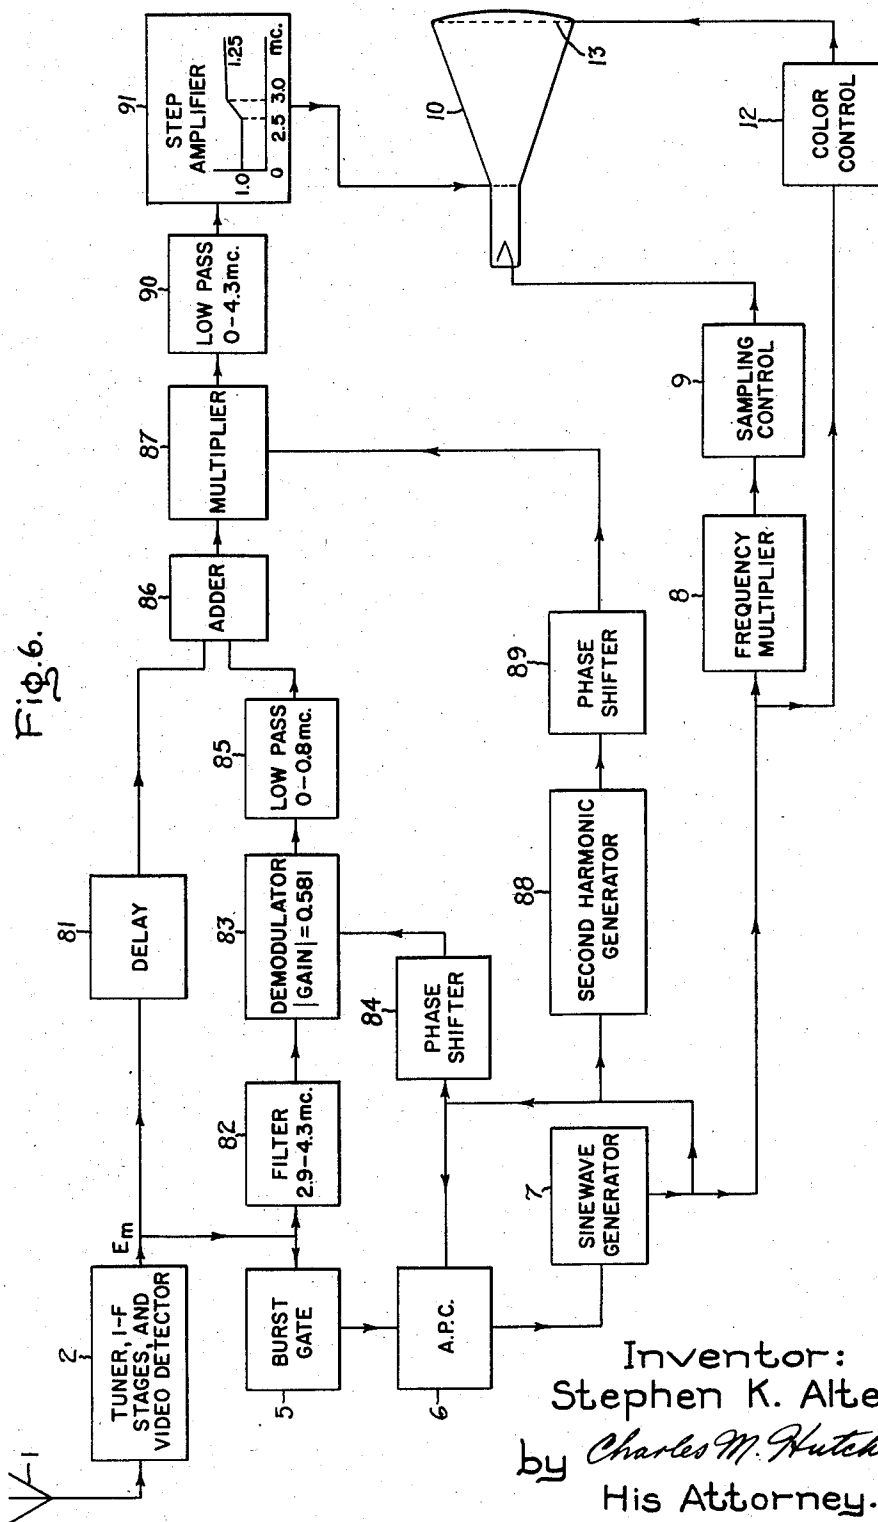 Fig.6.
1
2
TUNER, I-F
STAGES, AND
VIDEO DETECTOR
Em
81
DELAY
82
FILTER
2.9-4.3mc.
83
DEMODULATOR
|GAIN|=0.581
84
PHASE
SHIFTER
85
LOW PASS
0-0.8mc.
86
ADDER
87
MULTIPLIER
90
LOW PASS
0-4.3mc.
91
STEP
AMPLIFIER
1.0
1.25
0 2.5 3.0 mc.
5
BURST
GATE
6
A.P.C.
7
SINEWAVE
GENERATOR
88
SECOND HARMONIC
GENERATOR
89
PHASE
SHIFTER
8
FREQUENCY
MULTIPLIER
9
SAMPLING
CONTROL
10
13
12
COLOR
CONTROL
Inventor:
Stephen K. Alte
by Charles M. Hutch
His Attorney.